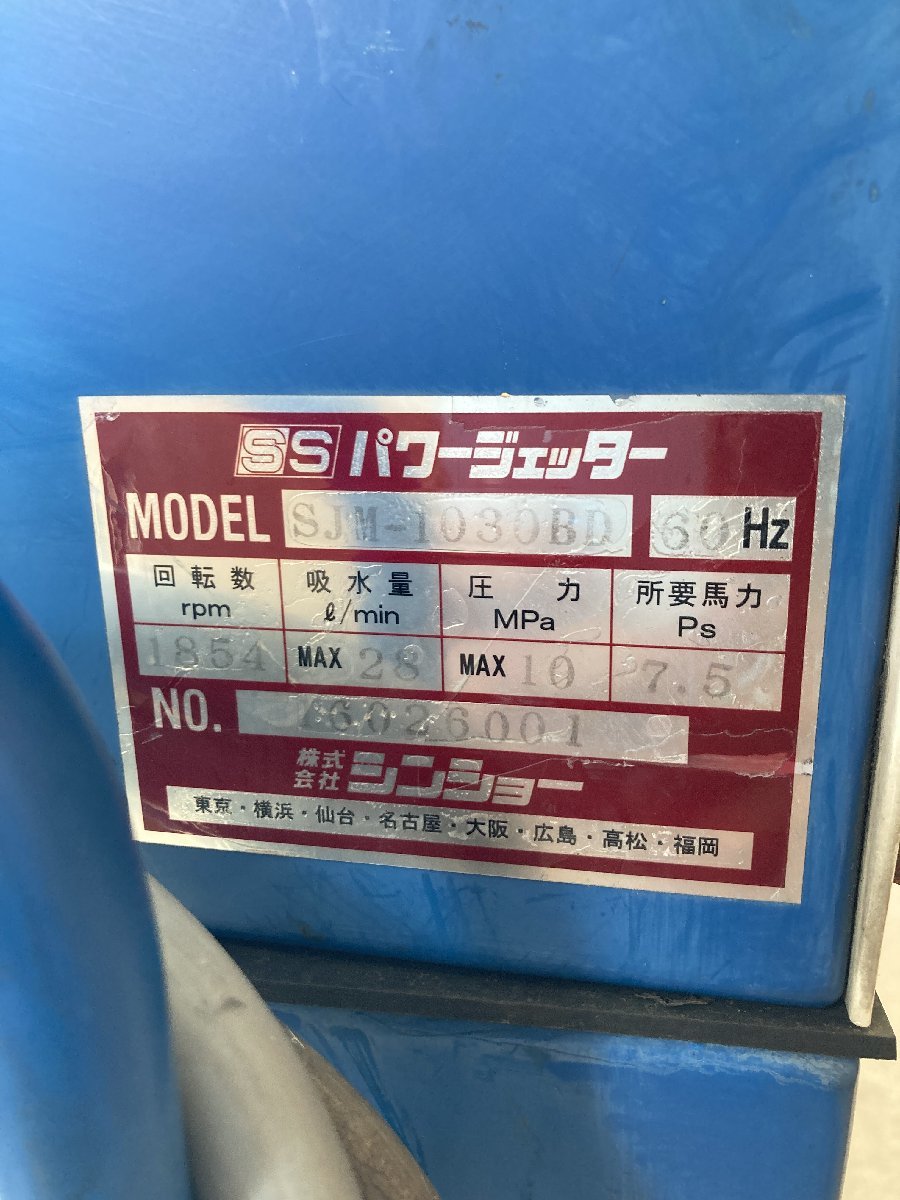 SS パワージェッター
MODEL SJM-1030BD 60 Hz
回転数 吸水量 圧力 所要馬力
rpm ℓ/min MPa Ps
1854 MAX 28 MAX 10 7.5
NO. 26026001
株式会社 シンショー
東京・横浜・仙台・名古屋・大阪・広島・高松・福岡